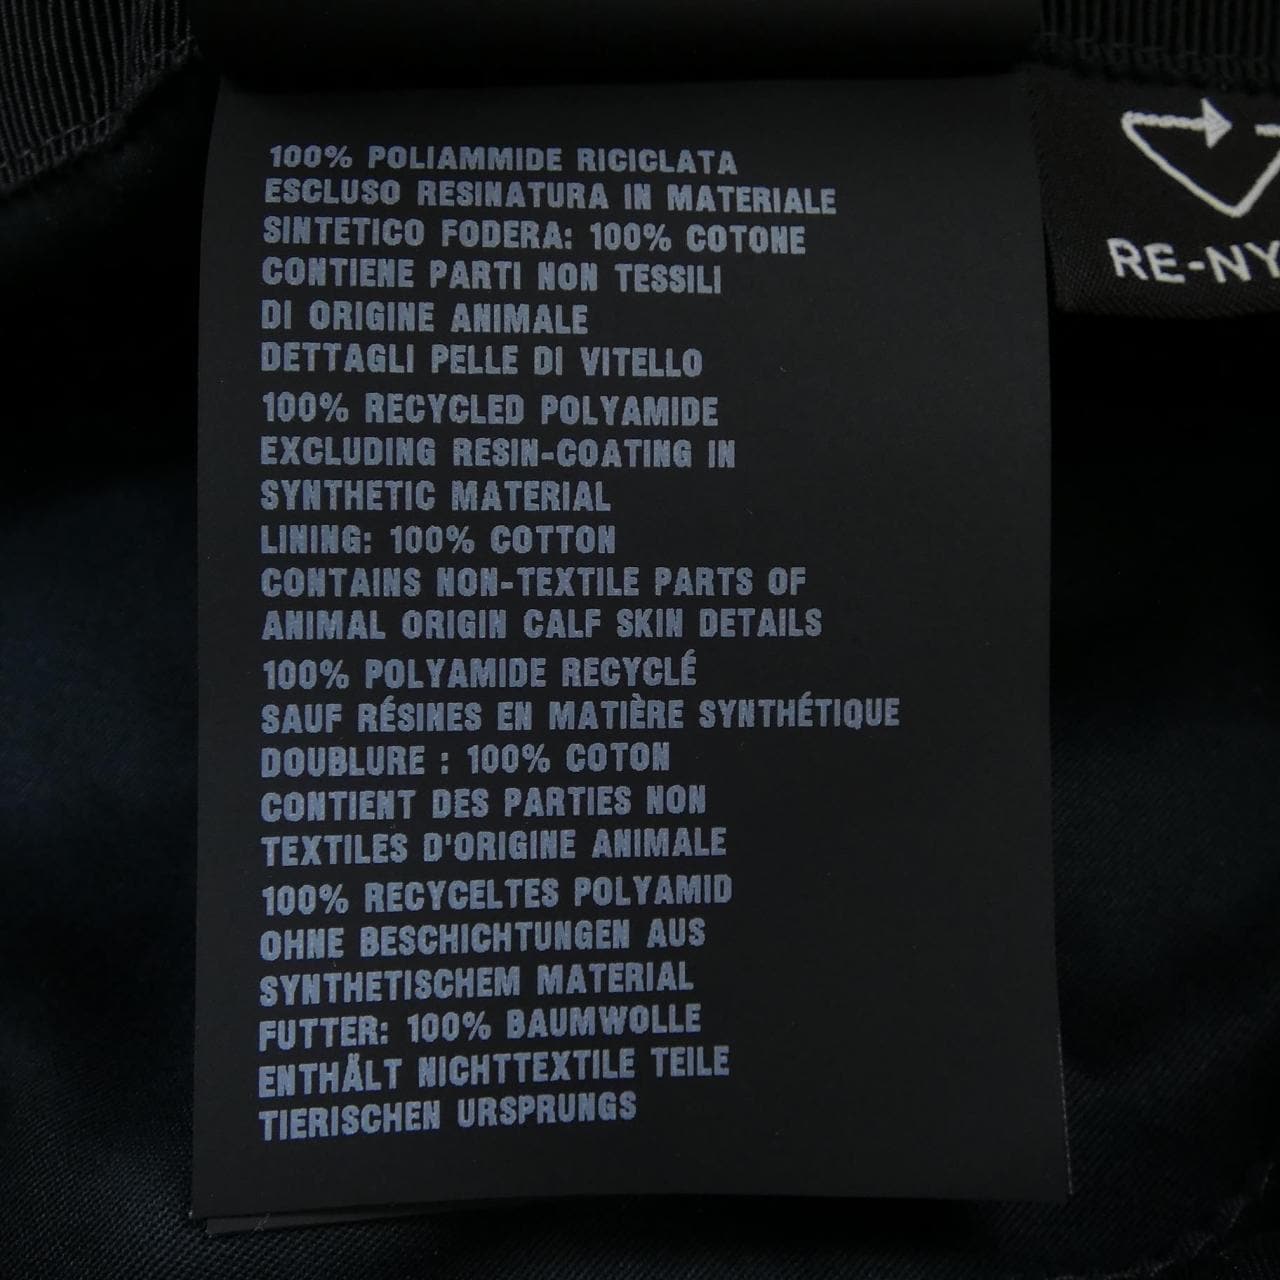 100% POLIAMMIDE RICICLATA
ESCLUSO RESINATURA IN MATERIALE
SINTETICO FODERA: 100% COTONE
CONTIENE PARTI NON TESSILI
DI ORIGINE ANIMALE
DETTAGLI PELLE DI VITELLO
100% RECYCLED POLYAMIDE
EXCLUDING RESIN-COATING IN
SYNTHETIC MATERIAL
LINING: 100% COTTON
CONTAINS NON-TEXTILE PARTS OF
ANIMAL ORIGIN CALF SKIN DETAILS
100% POLYAMIDE RECYCLÉ
SAUF RÉSINES EN MATIÈRE SYNTHÉTIQUE
DOUBLURE : 100% COTON
CONTIENT DES PARTIES NON
TEXTILES D'ORIGINE ANIMALE
100% RECYCELTES POLYAMID
OHNE BESCHICHTUNGEN AUS
SYNTHETISCHEM MATERIAL
FUTTER: 100% BAUMWOLLE
ENTHÄLT NICHTTEXTILE TEILE
TIERISCHEN URSPRUNGS
RE-NY